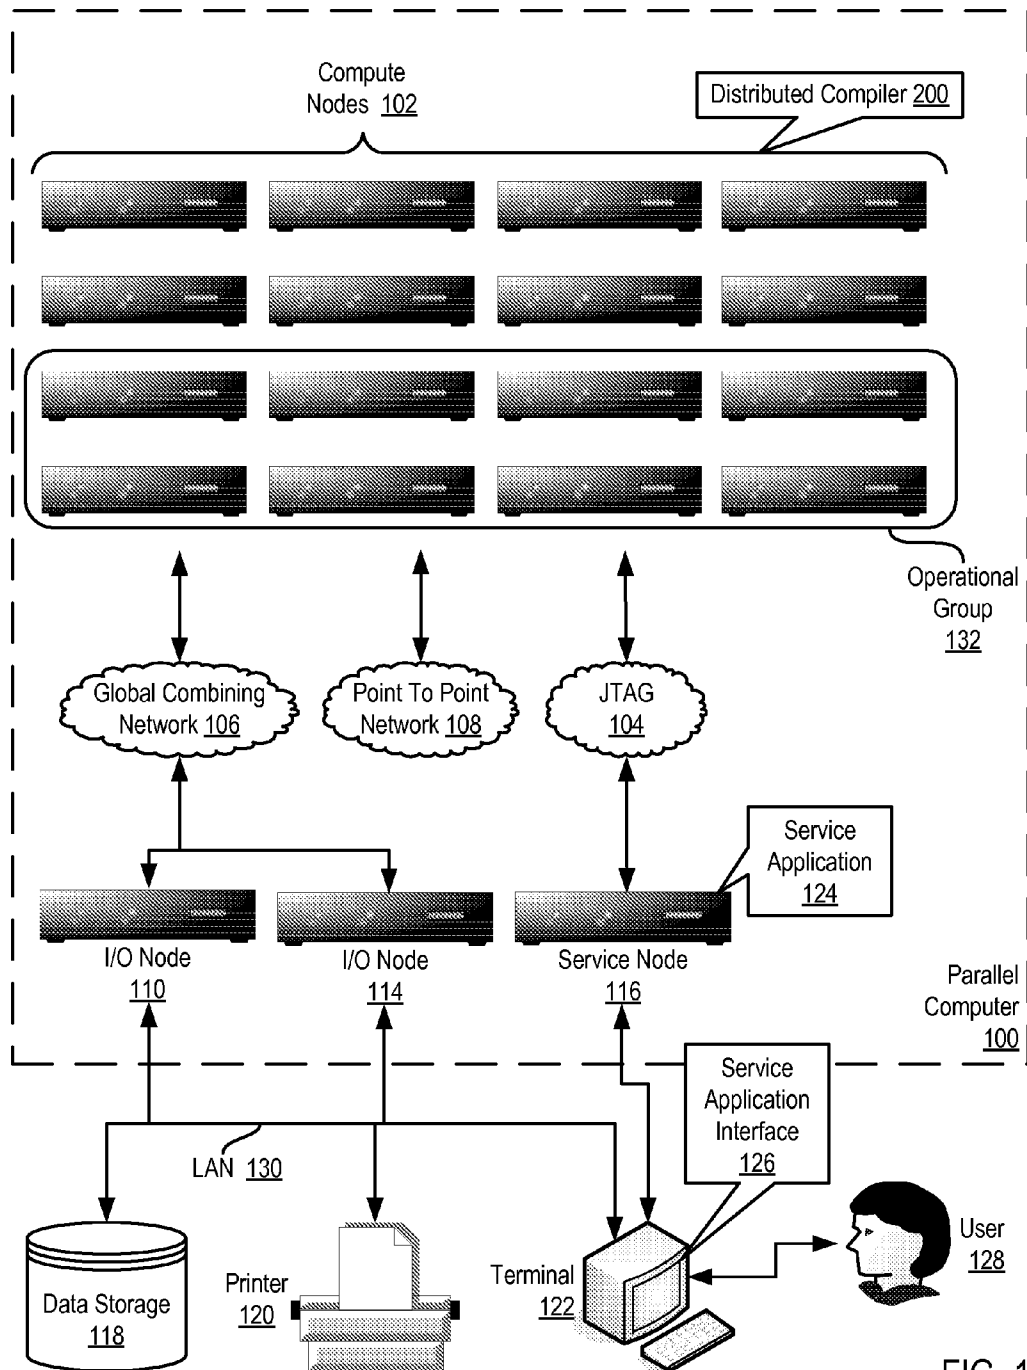 Compute
Nodes 102
Distributed Compiler 200
Operational
Group
132
Global Combining
Network 106
Point To Point
Network 108
JTAG
104
Service
Application
124
I/O Node
110
I/O Node
114
Service Node
116
Parallel
Computer
100
Service
Application
Interface
126
LAN 130
Data Storage
118
Printer
120
Terminal
122
User
128
FIG. 1